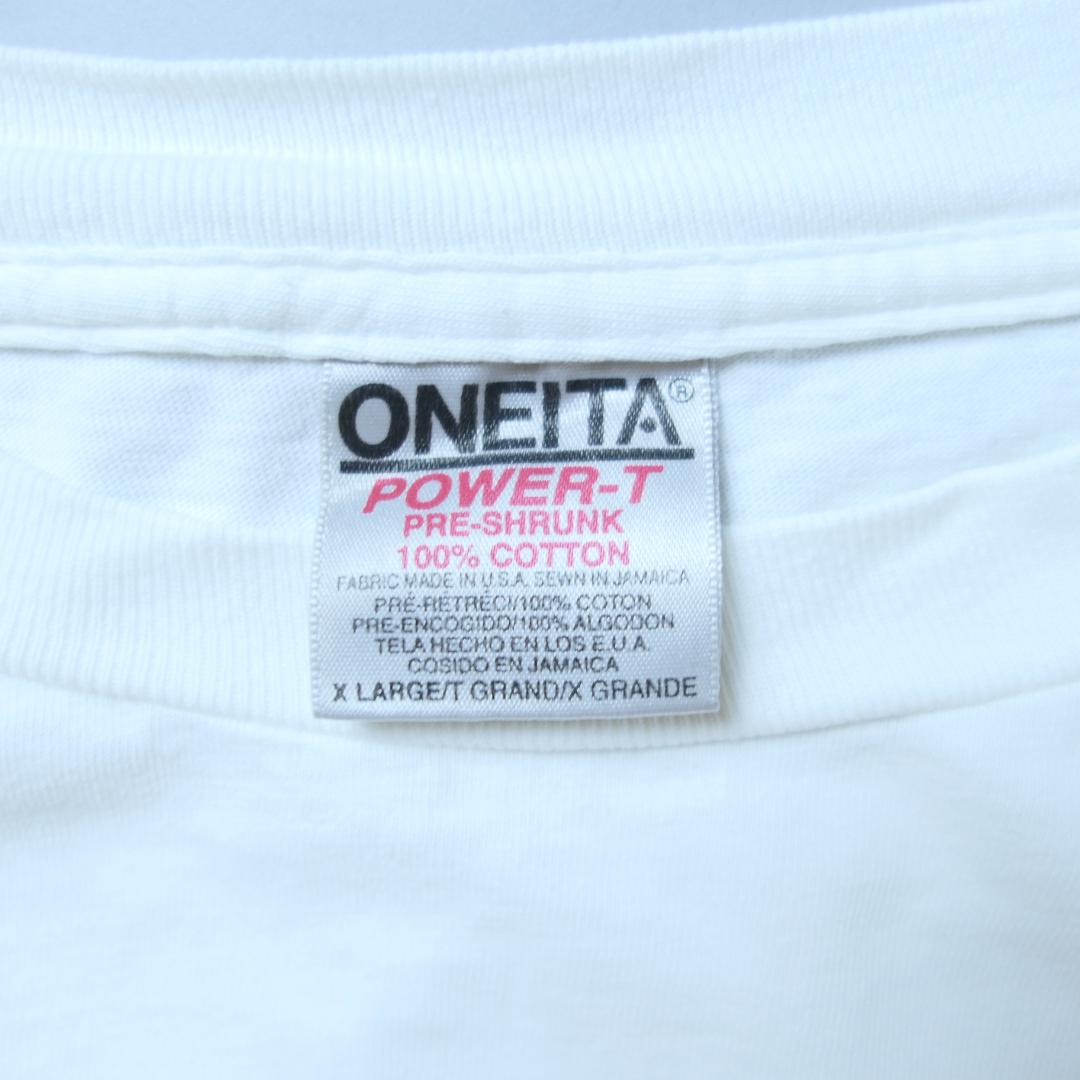 ONEITA®
POWER-T
PRE-SHRUNK
100% COTTON
FABRIC MADE IN U.S.A. SEWN IN JAMAICA
PRÉ-RÉTRÉCI/100% COTON
PRE-ENCOGIDO/100% ALGODON
TELA HECHO EN LOS E.U.A.
COSIDO EN JAMAICA
X LARGE/T GRAND/X GRANDE